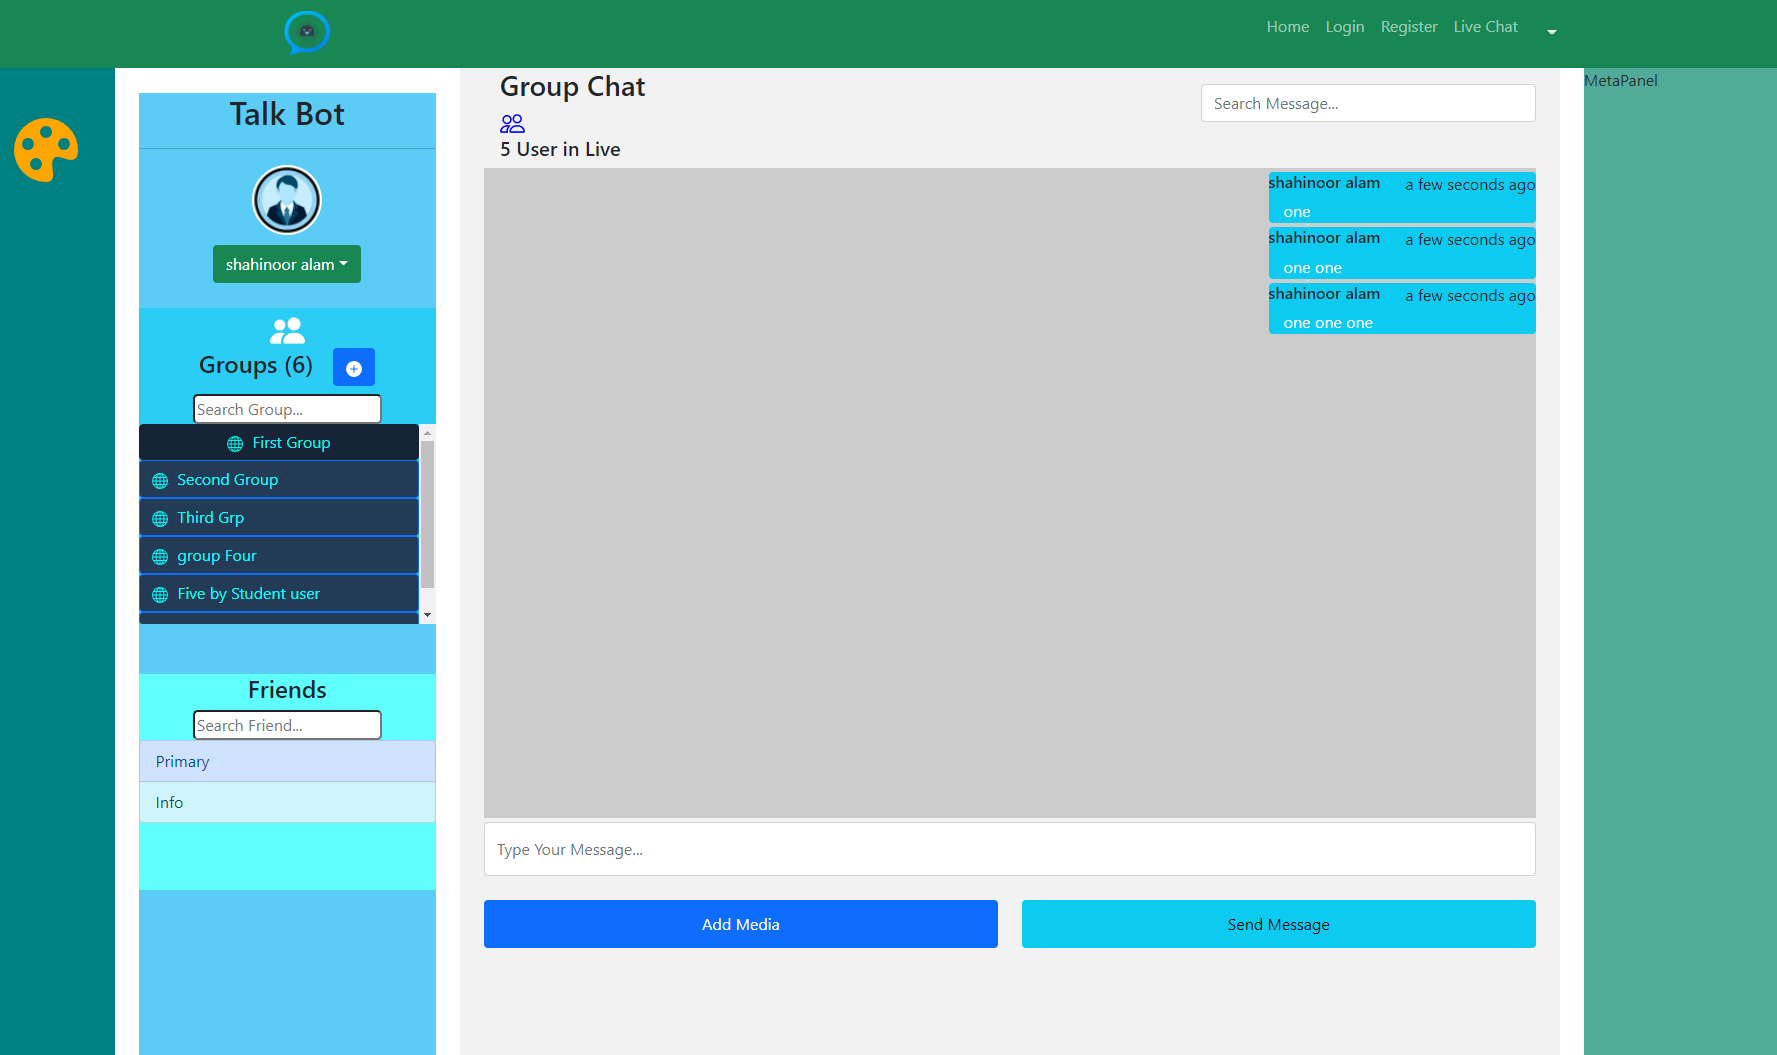 Home Login Register Live Chat
Talk Bot
shahinoor alam
Groups (6)
Search Group...
First Group
Second Group
Third Grp
group Four
Five by Student user
Friends
Search Friend...
Primary
Info
Group Chat
5 User in Live
Search Message...
shahinoor alam a few seconds ago
one
shahinoor alam a few seconds ago
one one
shahinoor alam a few seconds ago
one one one
Type Your Message...
Add Media
Send Message
MetaPanel